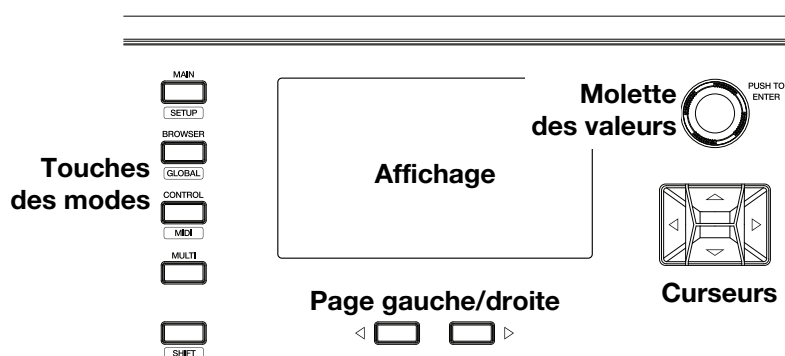 MAIN
SETUP
BROWSER
GLOBAL
CONTROL
MIDI
MULTI
SHIFT
Touches
des modes
Affichage
Molette
des valeurs
PUSH TO
ENTER
Curseurs
Page gauche/droite